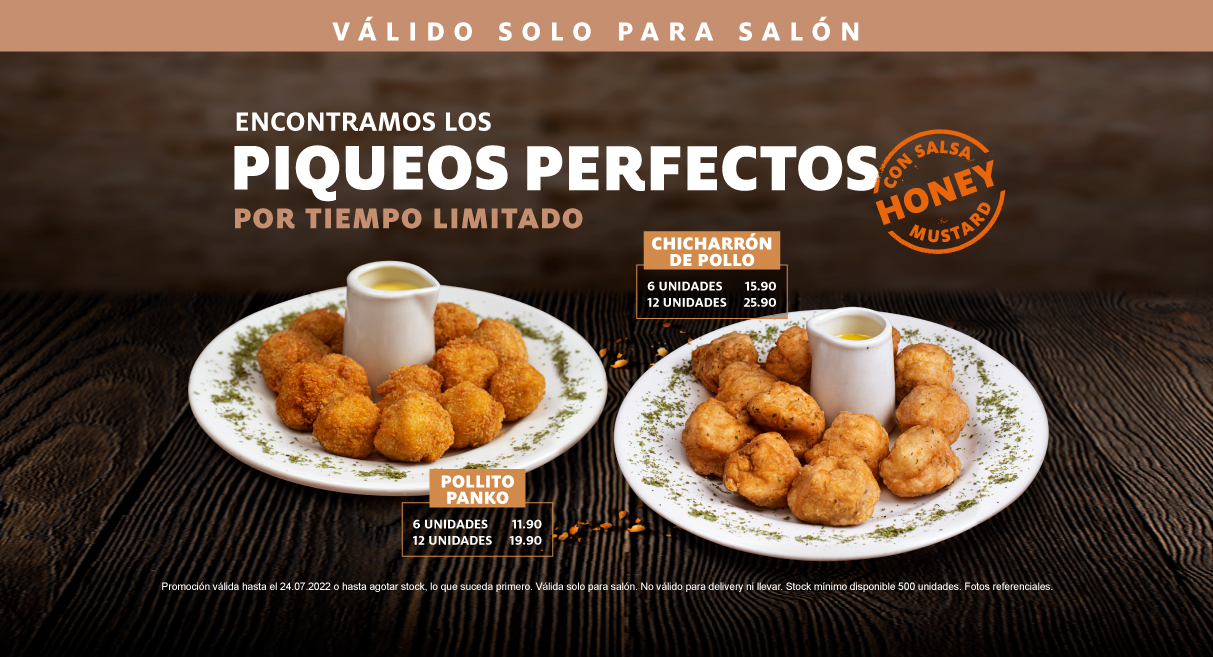 VÁLIDO SOLO PARA SALÓN
ENCONTRAMOS LOS
PIQUEOS PERFECTOS
POR TIEMPO LIMITADO
CON SALSA
HONEY
MUSTARD
CHICHARRÓN
DE POLLO
6 UNIDADES 15.90
12 UNIDADES 25.90
POLLITO
PANKO
6 UNIDADES 11.90
12 UNIDADES 19.90
Promoción válida hasta el 24.07.2022 o hasta agotar stock, lo que suceda primero. Válida solo para salón. No válido para delivery ni llevar. Stock mínimo disponible 500 unidades. Fotos referenciales.